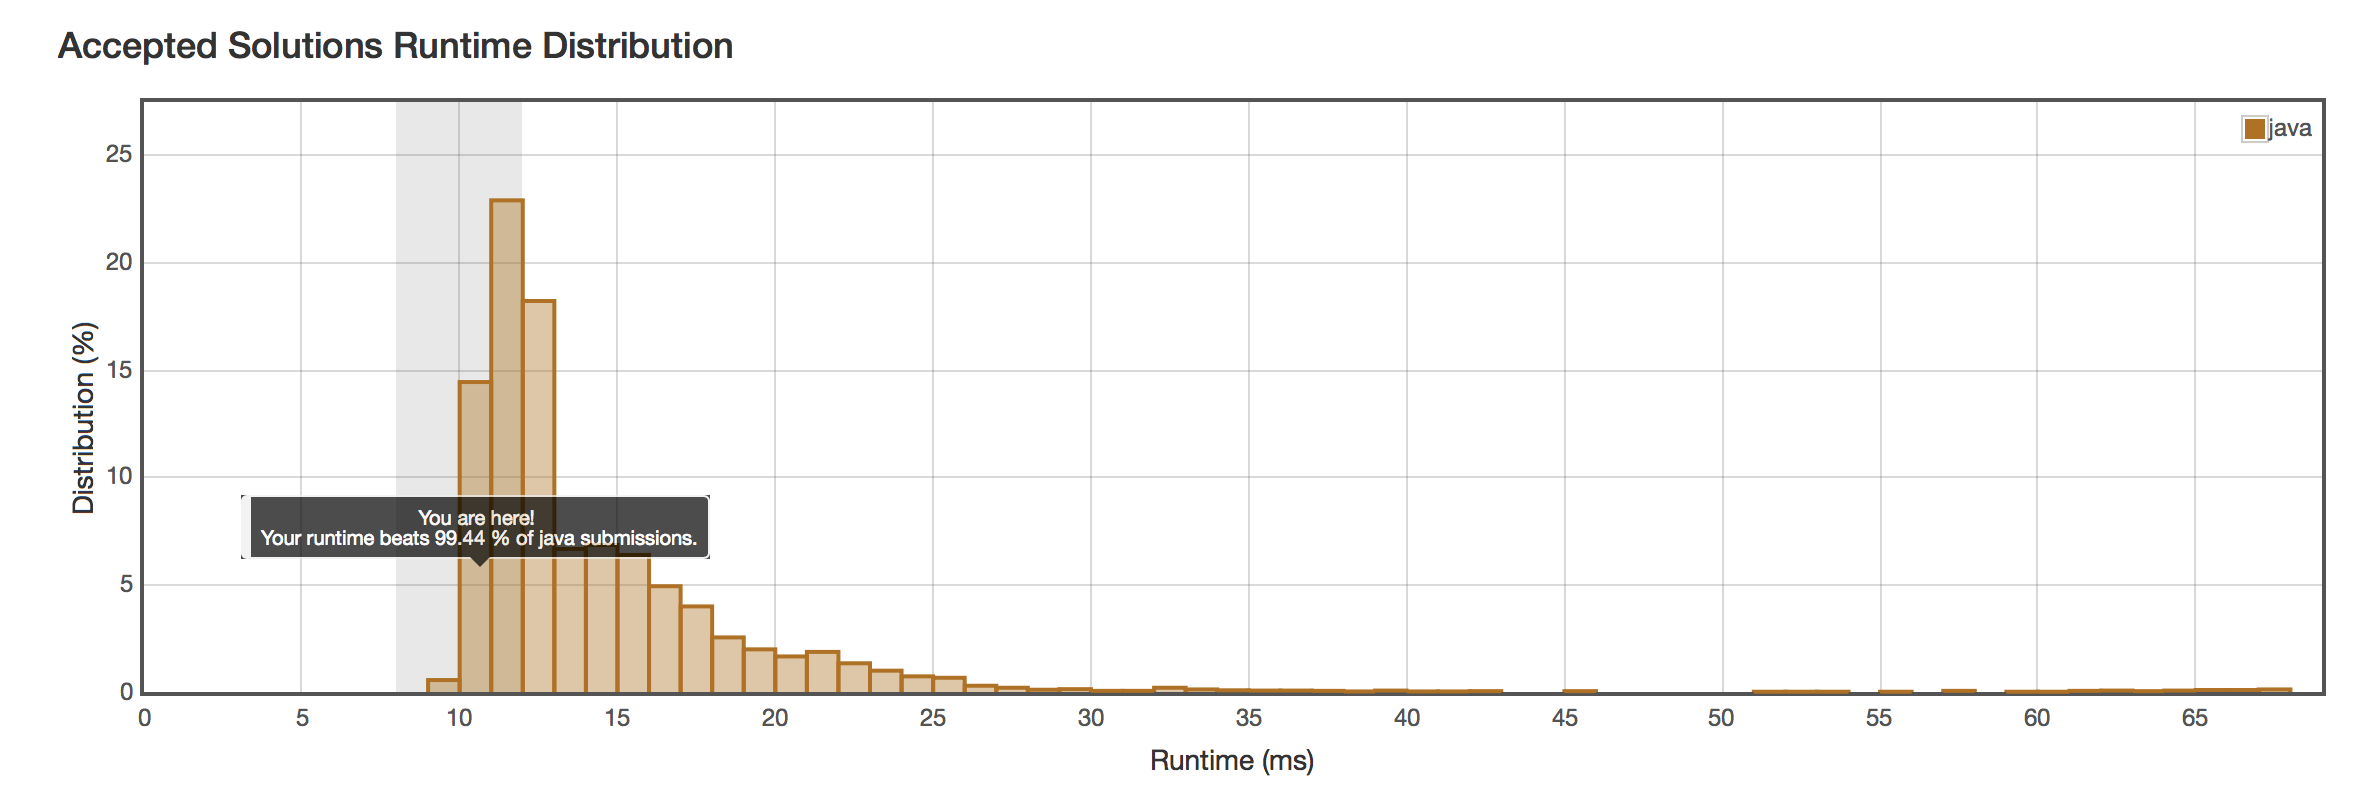 Accepted Solutions Runtime Distribution
java
25
20
15
10
5
0
Distribution (%)
You are here!
Your runtime beats 99.44 % of java submissions.
0 5 10 15 20 25 30 35 40 45 50 55 60 65
Runtime (ms)